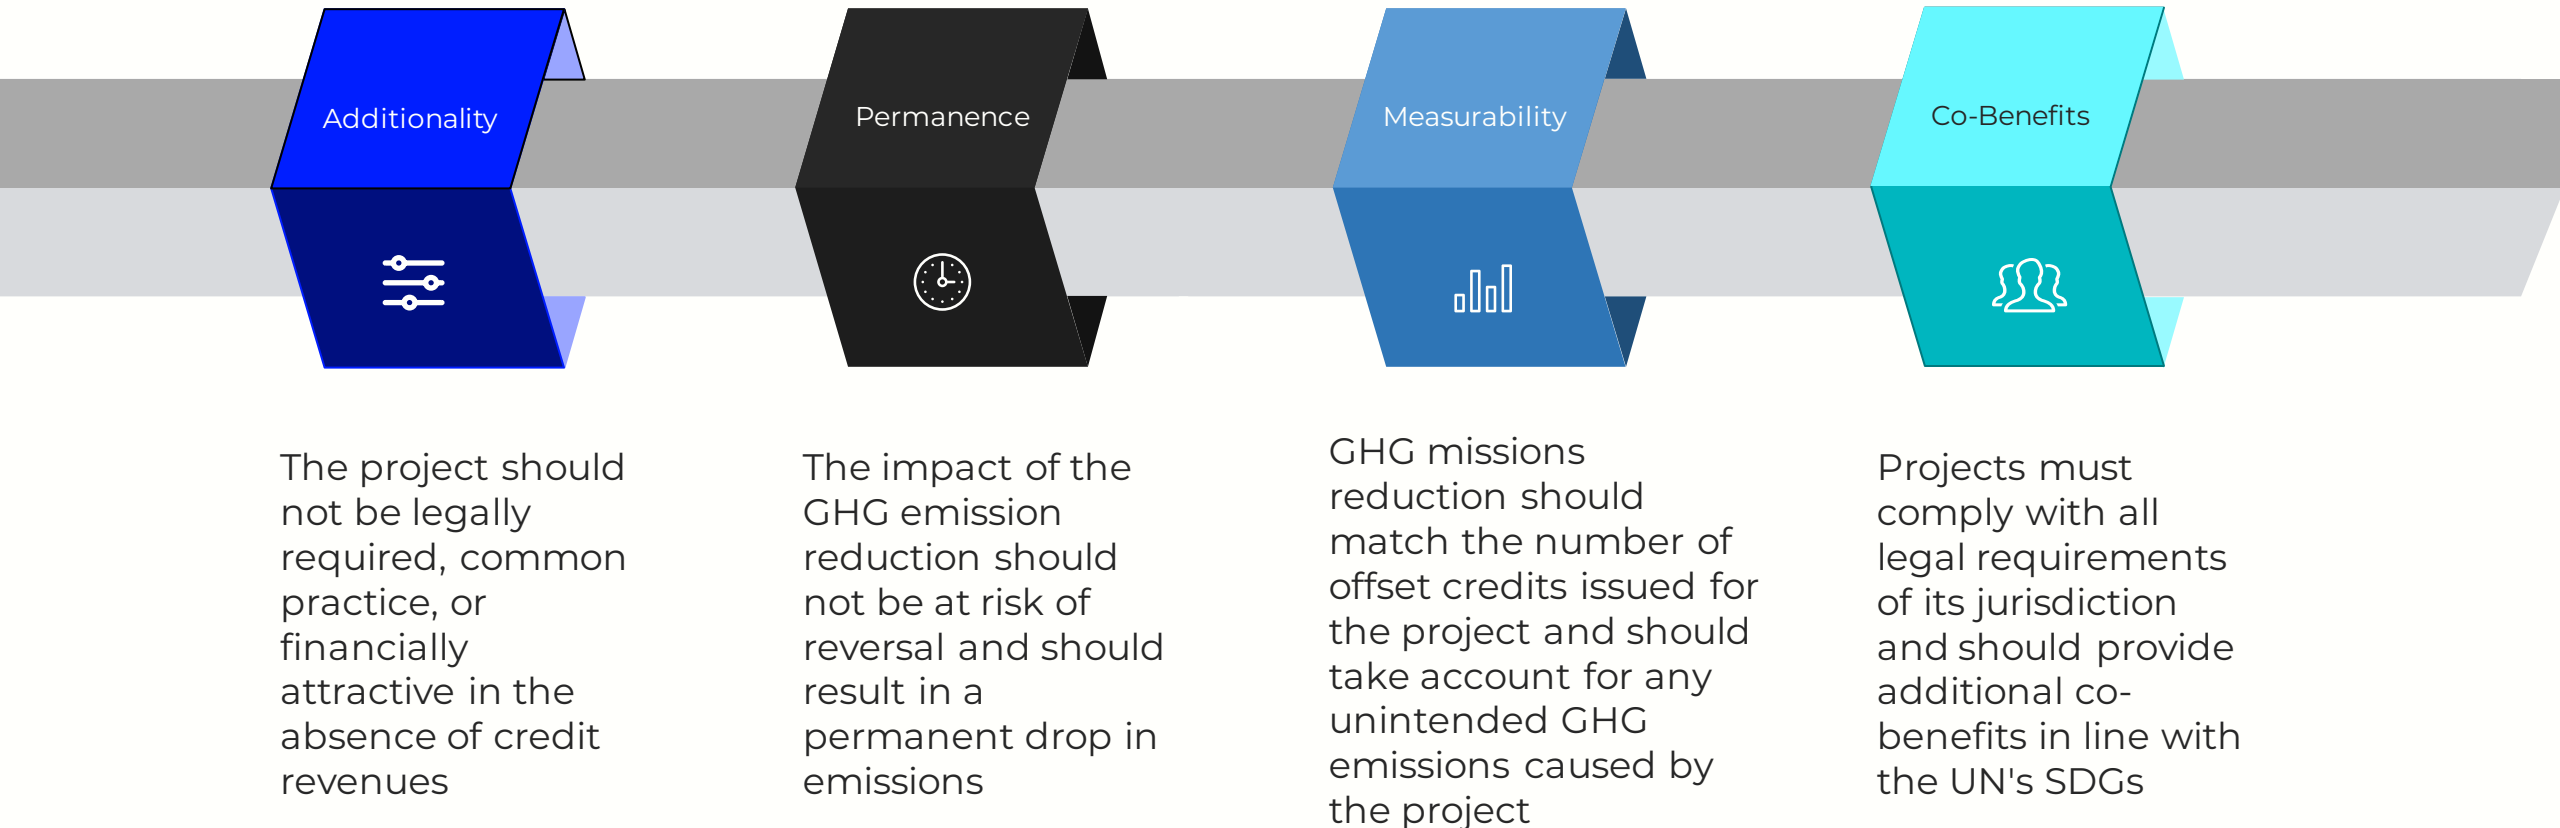 Additionality
The project should
not be legally
required, common
practice, or
financially
attractive in the
absence of credit
revenues
Permanence
The impact of the
GHG emission
reduction should
not be at risk of
reversal and should
result in a
permanent drop in
emissions
Measurability
GHG missions
reduction should
match the number of
offset credits issued for
the project and should
take account for any
unintended GHG
emissions caused by
the project
Co-Benefits
Projects must
comply with all
legal requirements
of its jurisdiction
and should provide
additional co-
benefits in line with
the UN's SDGs